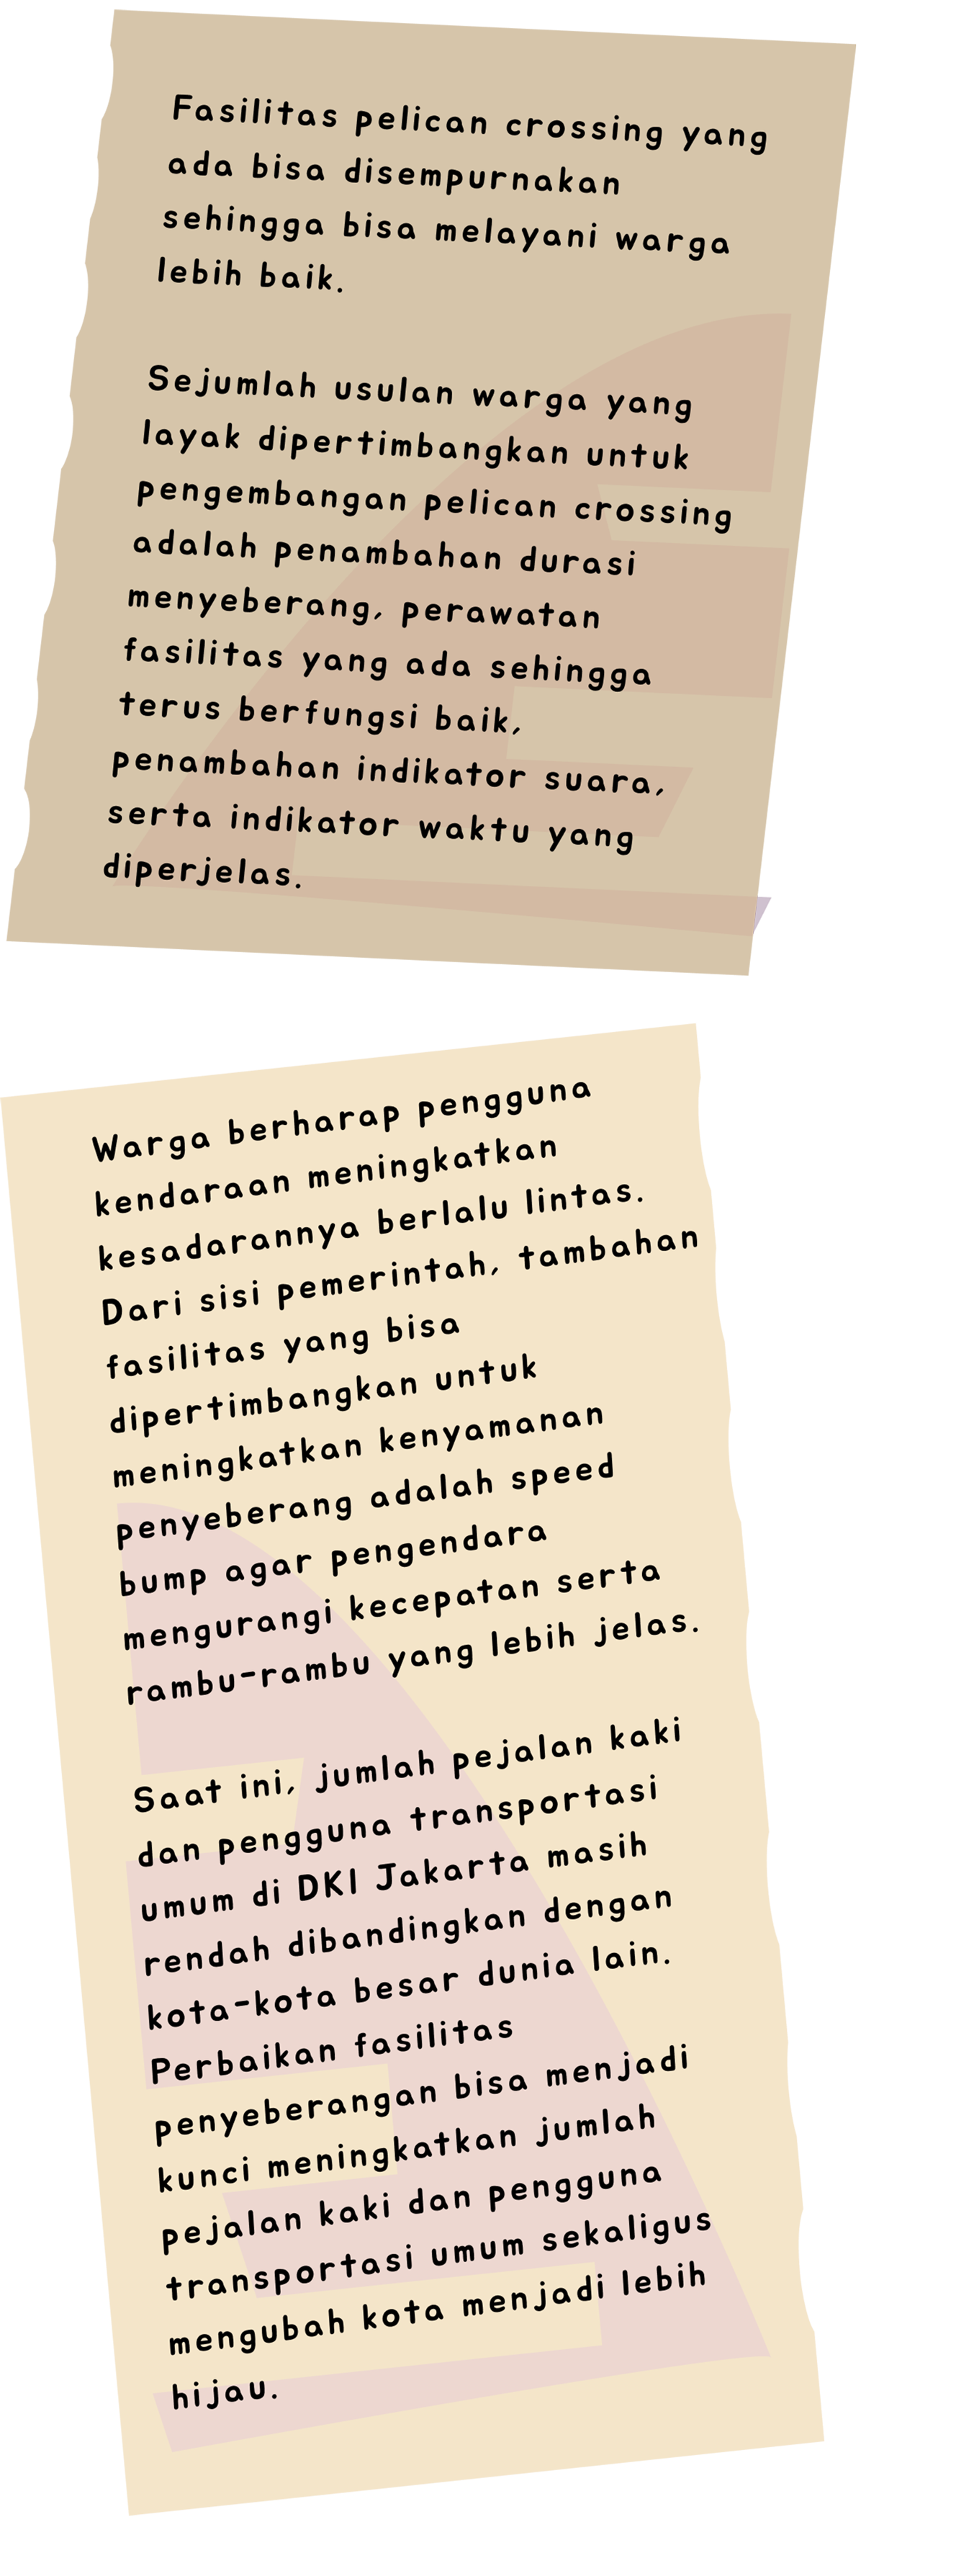 Fasilitas pelican crossing yang
ada bisa disempurnakan
sehingga bisa melayani warga
lebih baik.
Sejumlah usulan warga yang
layak dipertimbangkan untuk
pengembangan pelican crossing
adalah penambahan durasi
menyeberang, perawatan
fasilitas yang ada sehingga
terus berfungsi baik,
penambahan indikator suara,
serta indikator waktu yang
diperjelas.
Warga berharap pengguna
kendaraan meningkatkan
kesadarannya berlalu lintas.
Dari sisi pemerintah, tambahan
fasilitas yang bisa
dipertimbangkan untuk
meningkatkan kenyamanan
penyeberang adalah speed
bump agar pengendara
mengurangi kecepatan serta
rambu-rambu yang lebih jelas.
Saat ini, jumlah pejalan kaki
dan pengguna transportasi
umum di DKI Jakarta masih
rendah dibandingkan dengan
kota-kota besar dunia lain.
Perbaikan fasilitas
penyeberangan bisa menjadi
kunci meningkatkan jumlah
pejalan kaki dan pengguna
transportasi umum sekaligus
mengubah kota menjadi lebih
hijau.